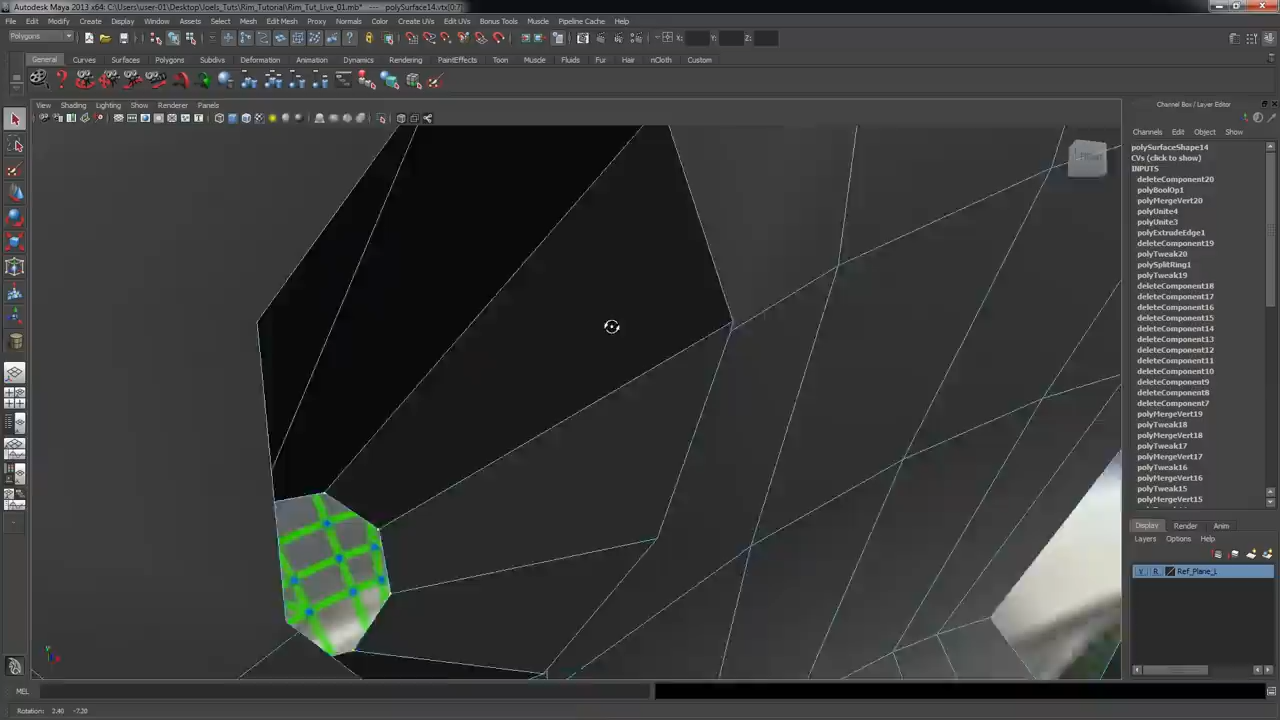 Autodesk Maya 2013 x64: C:\Users\user-01\Desktop\Joels_Tuts\Rim_Tutorial\Rim_Tut_Live_01.mb* --- polySurface14.vtx[0:7]
File Edit Modify Create Display Window Assets Select Mesh Edit Mesh Proxy Normals Color Create UVs Edit UVs Bonus Tools Muscle Pipeline Cache Help
Polygons X: Y: Z:
General Curves Surfaces Polygons Subdivs Deformation Animation Dynamics Rendering PaintEffects Toon Muscle Fluids Fur Hair nCloth Custom
View Shading Lighting Show Renderer Panels
Channel Box / Layer Editor
Channels Edit Object Show
polySurfaceShape14
CVs (click to show)
INPUTS
deleteComponent20
polyBoolOp1
polyMergeVert20
polyUnite4
polyUnite3
polyExtrudeEdge1
deleteComponent19
polyTweak20
polySplitRing1
polyTweak19
deleteComponent18
deleteComponent17
deleteComponent16
deleteComponent15
deleteComponent14
deleteComponent13
deleteComponent12
deleteComponent11
deleteComponent10
deleteComponent9
deleteComponent8
deleteComponent7
polyMergeVert19
polyTweak18
polyMergeVert18
polyTweak17
polyMergeVert17
polyTweak16
polyMergeVert16
polyTweak15
polyMergeVert15
Display Render Anim
Layers Options Help
V R Ref_Plane_L
MEL
Rotation: 2.40 -7.20